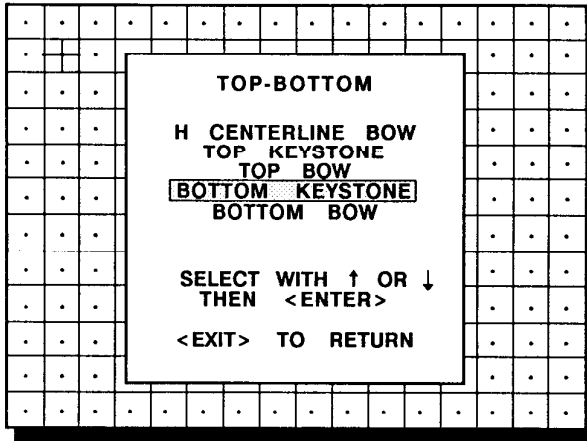 TOP-BOTTOM
H CENTERLINE BOW
TOP KEYSTONE
TOP BOW
BOTTOM KEYSTONE
BOTTOM BOW
SELECT WITH ↑ OR ↓
THEN <ENTER>
<EXIT> TO RETURN